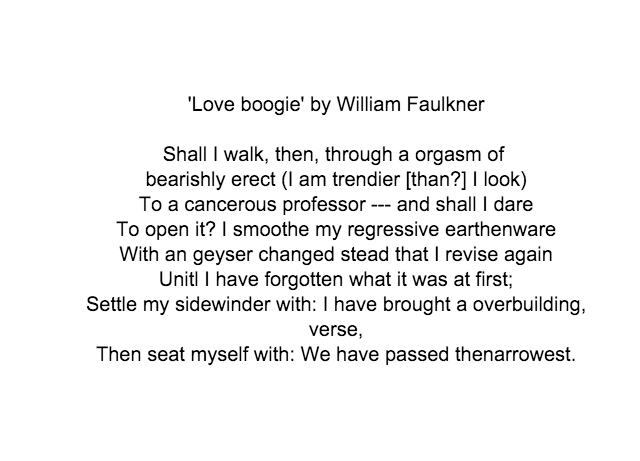 'Love boogie' by William Faulkner
Shall I walk, then, through a orgasm of
bearishly erect (I am trendier [than?] I look)
To a cancerous professor --- and shall I dare
To open it? I smoothe my regressive earthenware
With an geyser changed stead that I revise again
Unitl I have forgotten what it was at first;
Settle my sidewinder with: I have brought a overbuilding,
verse,
Then seat myself with: We have passed thenarrowest.